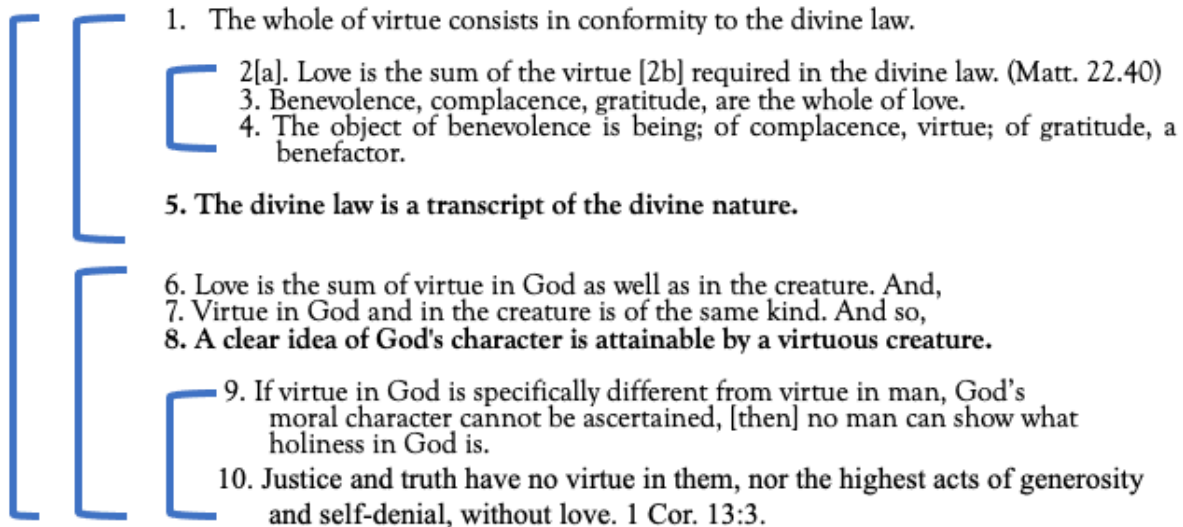 1. The whole of virtue consists in conformity to the divine law.
2[a]. Love is the sum of the virtue [2b] required in the divine law. (Matt. 22.40)
3. Benevolence, complacence, gratitude, are the whole of love.
4. The object of benevolence is being; of complacence, virtue; of gratitude, a
benefactor.
5. The divine law is a transcript of the divine nature.
6. Love is the sum of virtue in God as well as in the creature. And,
7. Virtue in God and in the creature is of the same kind. And so,
8. A clear idea of God's character is attainable by a virtuous creature.
9. If virtue in God is specifically different from virtue in man, God’s
moral character cannot be ascertained, [then] no man can show what
holiness in God is.
10. Justice and truth have no virtue in them, nor the highest acts of generosity
and self-denial, without love. 1 Cor. 13:3.